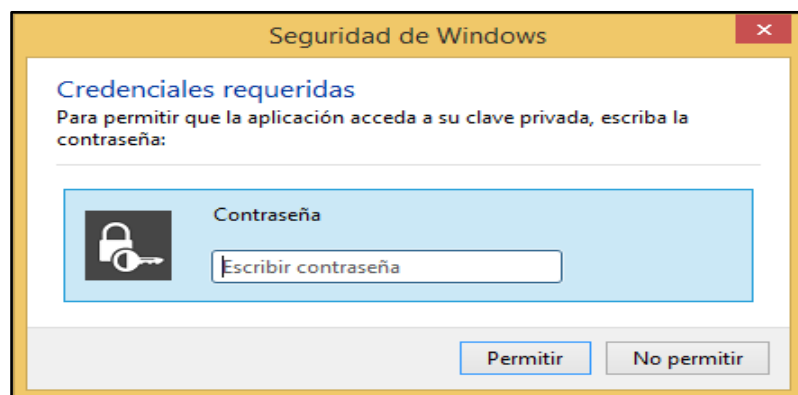 Seguridad de Windows
Credenciales requeridas
Para permitir que la aplicación acceda a su clave privada, escriba la
contraseña:
Contraseña
Escribir contraseña
Permitir
No permitir